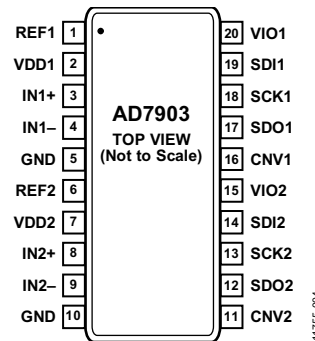 REF1 1 20 VIO1
VDD1 2 19 SDI1
IN1+ 3 18 SCK1
IN1– 4 17 SDO1
GND 5 16 CNV1
REF2 6 15 VIO2
VDD2 7 14 SDI2
IN2+ 8 13 SCK2
IN2– 9 12 SDO2
GND 10 11 CNV2
AD7903
TOP VIEW
(Not to Scale)